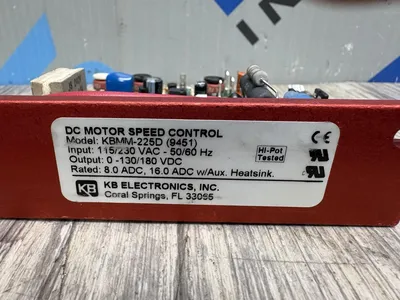 DC MOTOR SPEED CONTROL
Model: KBMM-225D (9451)
Input: 115/230 VAC - 50/60 Hz
Output: 0 -130/180 VDC
Rated: 8.0 ADC, 16.0 ADC w/Aux. Heatsink.
Hi-Pot
Tested
CE
KB
KB ELECTRONICS, INC.
Coral Springs, FL 33065